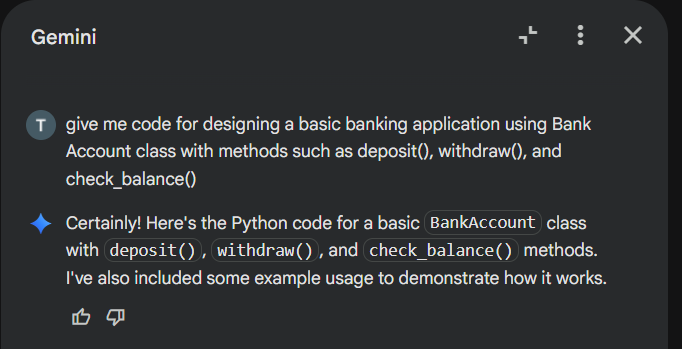 Gemini
T
give me code for designing a basic banking application using Bank
Account class with methods such as deposit(), withdraw(), and
check_balance()
Certainly! Here's the Python code for a basic BankAccount class
with deposit(), withdraw(), and check_balance() methods.
I've also included some example usage to demonstrate how it works.